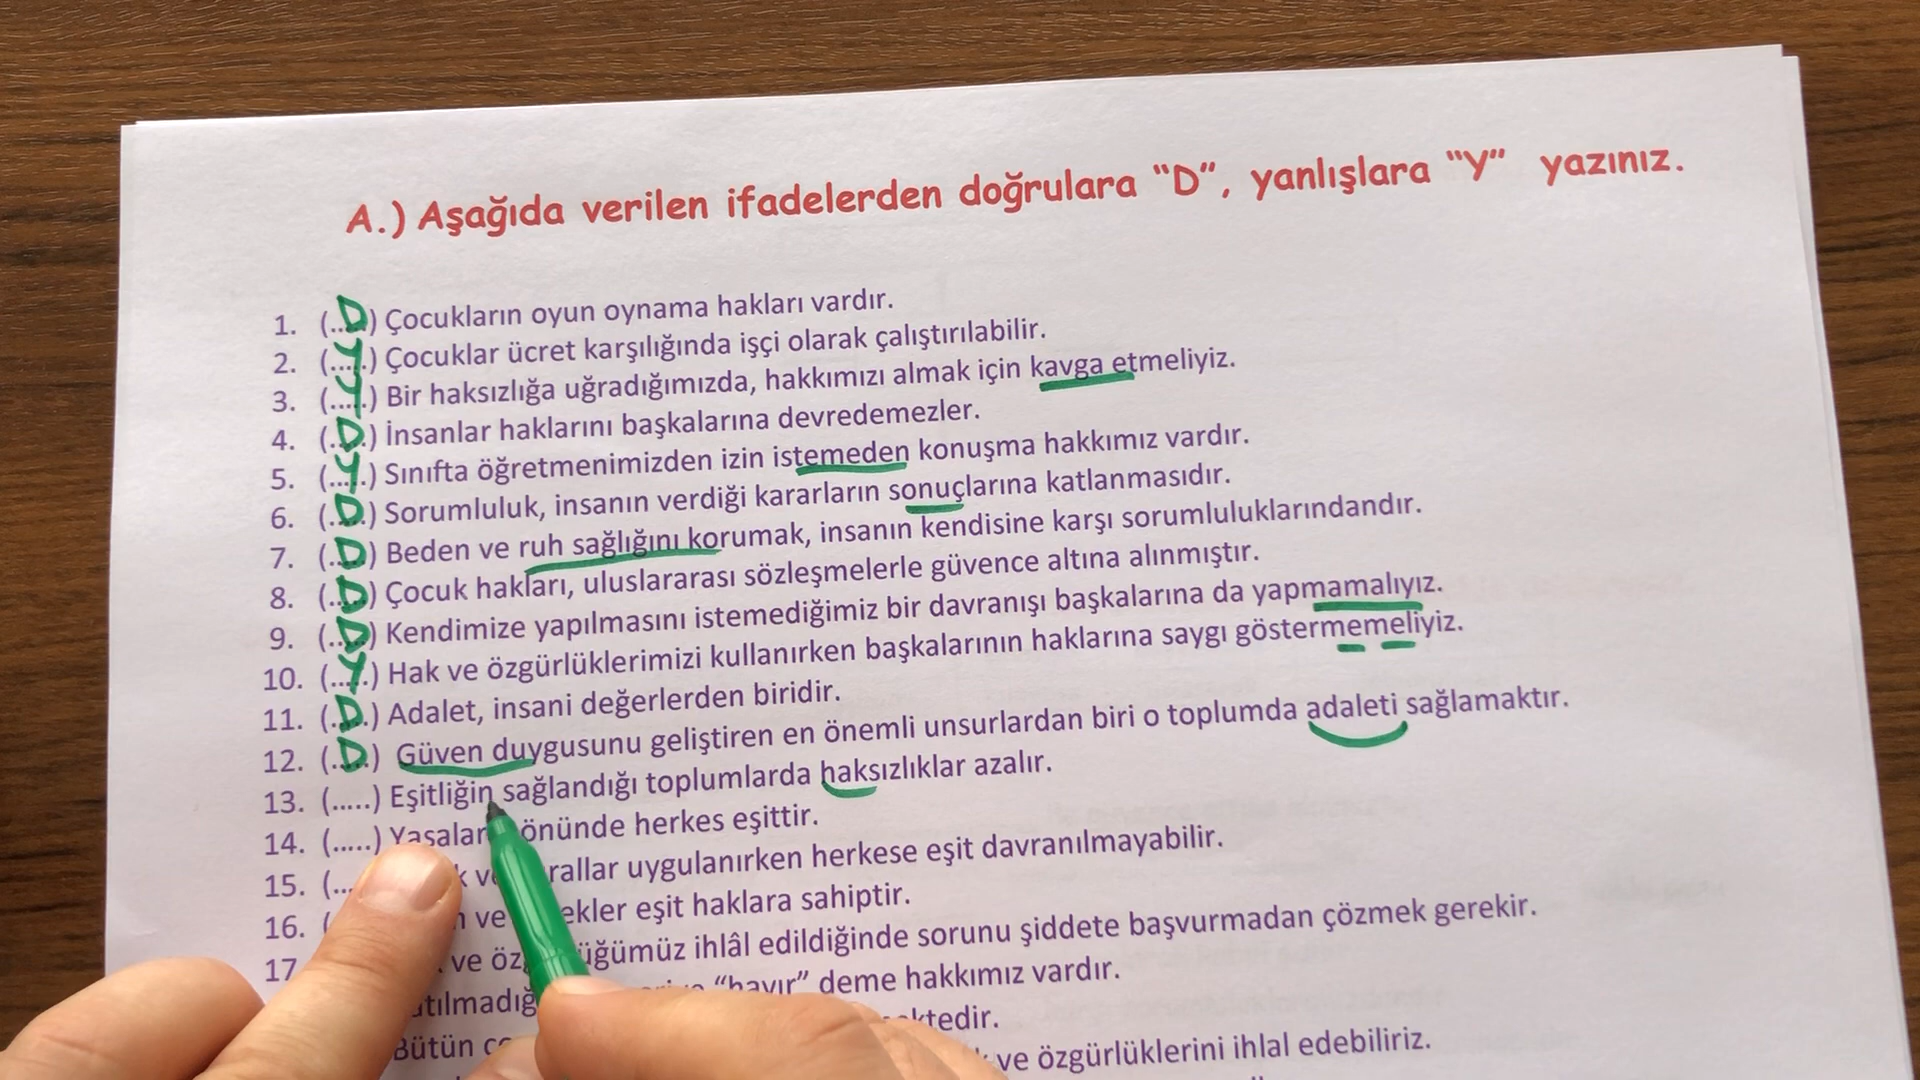 A.) Aşağıda verilen ifadelerden doğrulara “D”, yanlışlara “Y” yazınız.
1. (..D..) Çocukların oyun oynama hakları vardır.
2. (..Y..) Çocuklar ücret karşılığında işçi olarak çalıştırılabilir.
3. (..Y..) Bir haksızlığa uğradığımızda, hakkımızı almak için kavga etmeliyiz.
4. (..D..) İnsanlar haklarını başkalarına devredemezler.
5. (..Y..) Sınıfta öğretmenimizden izin istemeden konuşma hakkımız vardır.
6. (..D..) Sorumluluk, insanın verdiği kararların sonuçlarına katlanmasıdır.
7. (..D..) Beden ve ruh sağlığını korumak, insanın kendisine karşı sorumluluklarındandır.
8. (..D..) Çocuk hakları, uluslararası sözleşmelerle güvence altına alınmıştır.
9. (..D..) Kendimize yapılmasını istemediğimiz bir davranışı başkalarına da yapmamalıyız.
10. (..Y..) Hak ve özgürlüklerimizi kullanırken başkalarının haklarına saygı göstermemeliyiz.
11. (..D..) Adalet, insani değerlerden biridir.
12. (..D..) Güven duygusunu geliştiren en önemli unsurlardan biri o toplumda adaleti sağlamaktır.
13. (.....) Eşitliğin sağlandığı toplumlarda haksızlıklar azalır.
14. (.....) Yasalar önünde herkes eşittir.
15. (... uygulanırken herkese eşit davranılmayabilir.
16. ( ve eşit haklara sahiptir.
17 ve ihlâl edildiğinde sorunu şiddete başvurmadan çözmek gerekir.
“hayır” deme hakkımız vardır.
Bütün
ve özgürlüklerini ihlal edebiliriz.